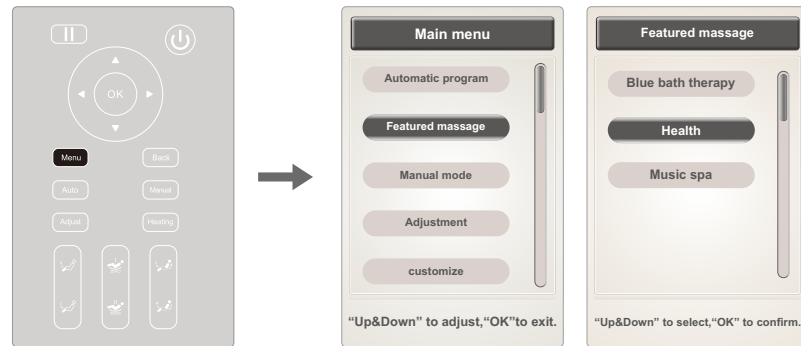 OK
Menu
Back
Auto
Manual
Adjust
Heating
Main menu
Automatic program
Featured massage
Manual mode
Adjustment
customize
“Up&Down” to adjust,“OK”to exit.
Featured massage
Blue bath therapy
Health
Music spa
“Up&Down” to select,“OK” to confirm.